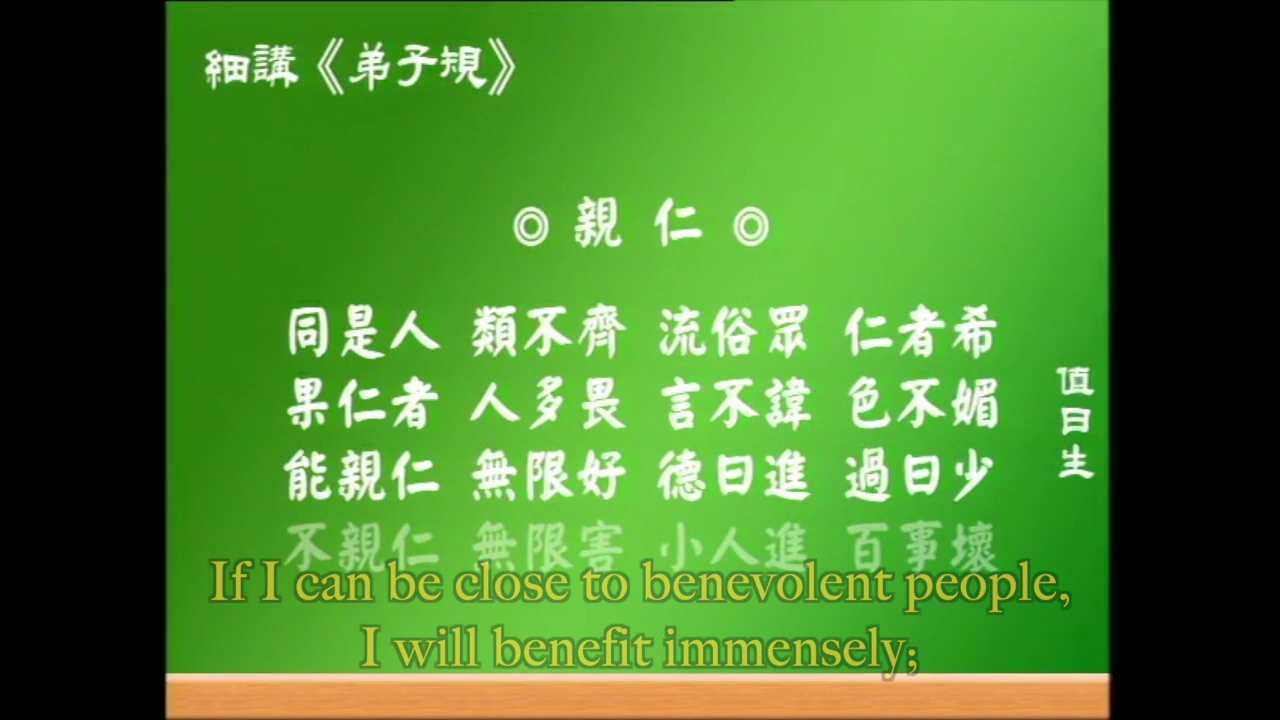 細講《弟子規》
◎ 親 仁 ◎
同是人 類不齊 流俗眾 仁者希
果仁者 人多畏 言不諱 色不媚
能親仁 無限好 德日進 過日少
不親仁 無限害 小人進 百事壞
值日生
If I can be close to benevolent people,
I will benefit immensely;